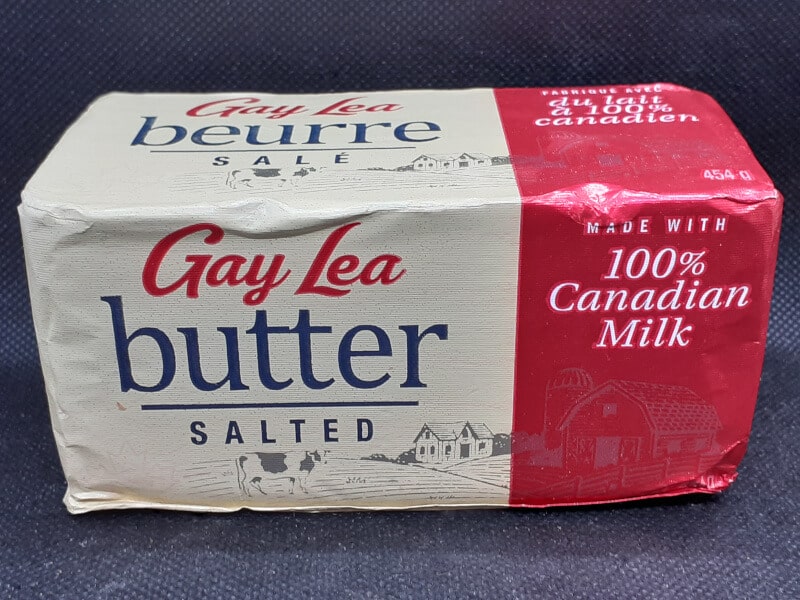 Gay Lea
beurre
SALÉ
FABRIQUÉ AVEC
du lait
à 100%
canadien
454 g
Gay Lea
butter
SALTED
MADE WITH
100%
Canadian
Milk